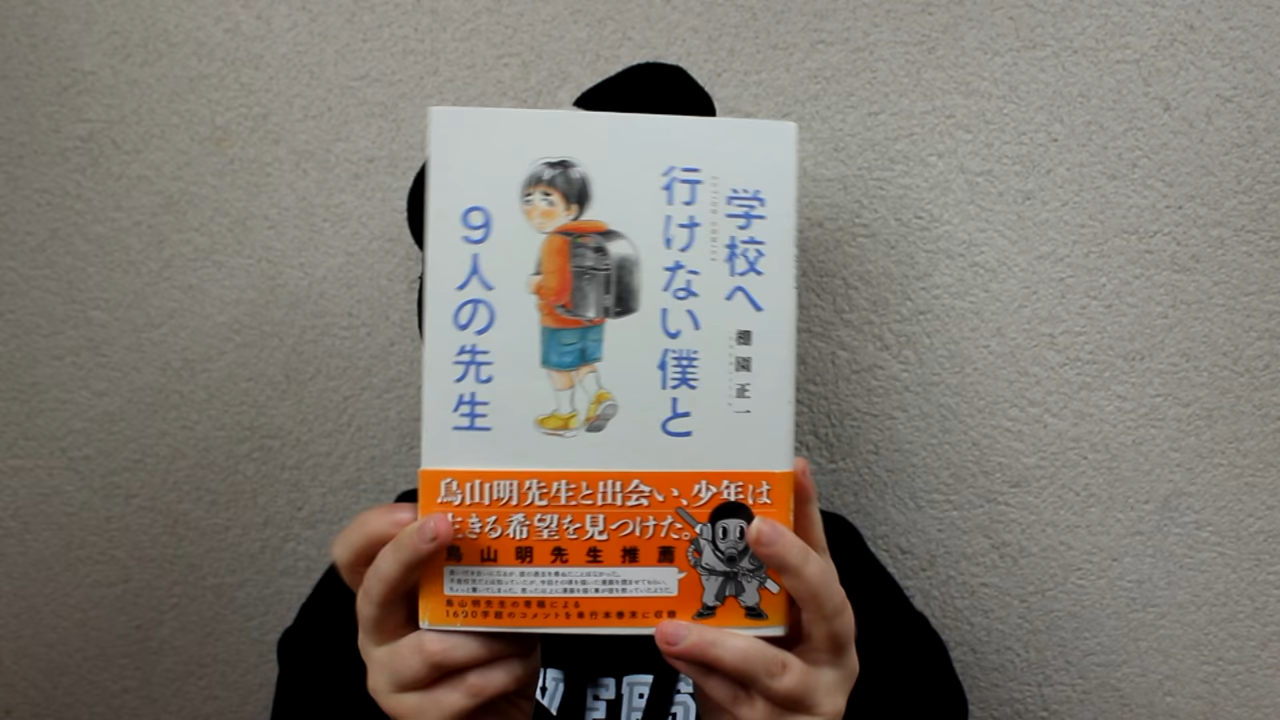 学校へ
行けない僕と
9人の先生
棚園正一
ACTION COMICS
鳥山明先生と出会い、少年は
生きる希望を見つけた。
鳥山明先生推薦
鳥山明先生の寄稿による
1600字超のコメントを単行本巻末に収録